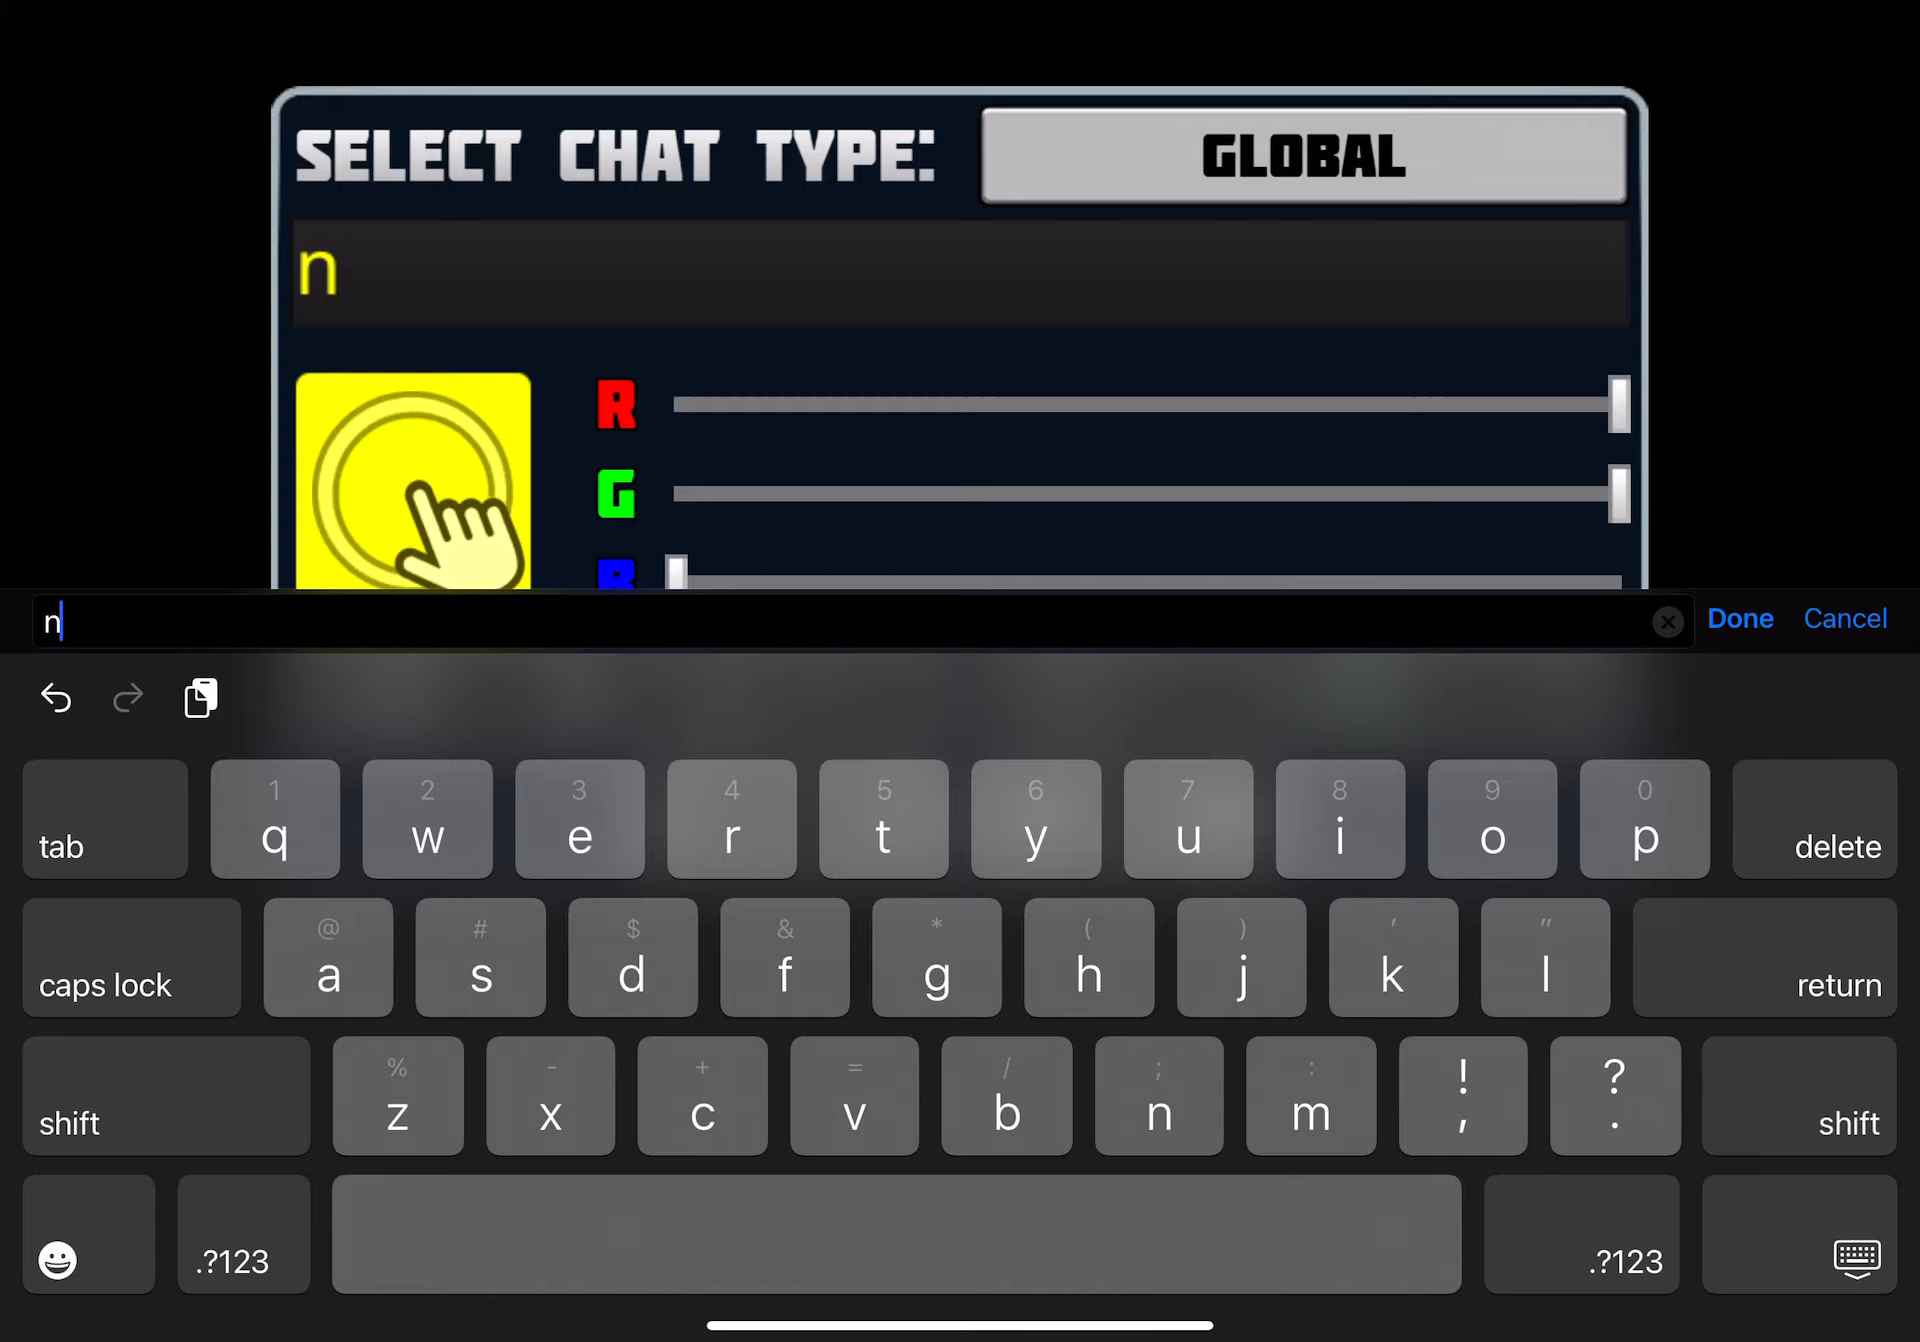 SELECT CHAT TYPE: GLOBAL
n
R
G
B
n Done Cancel
1 2 3 4 5 6 7 8 9 0
tab q w e r t y u i o p delete
@ # $ & * ( ) ' "
caps lock a s d f g h j k l return
% - + = / ; : ! ?
shift z x c v b n m , . shift
.?123 .?123